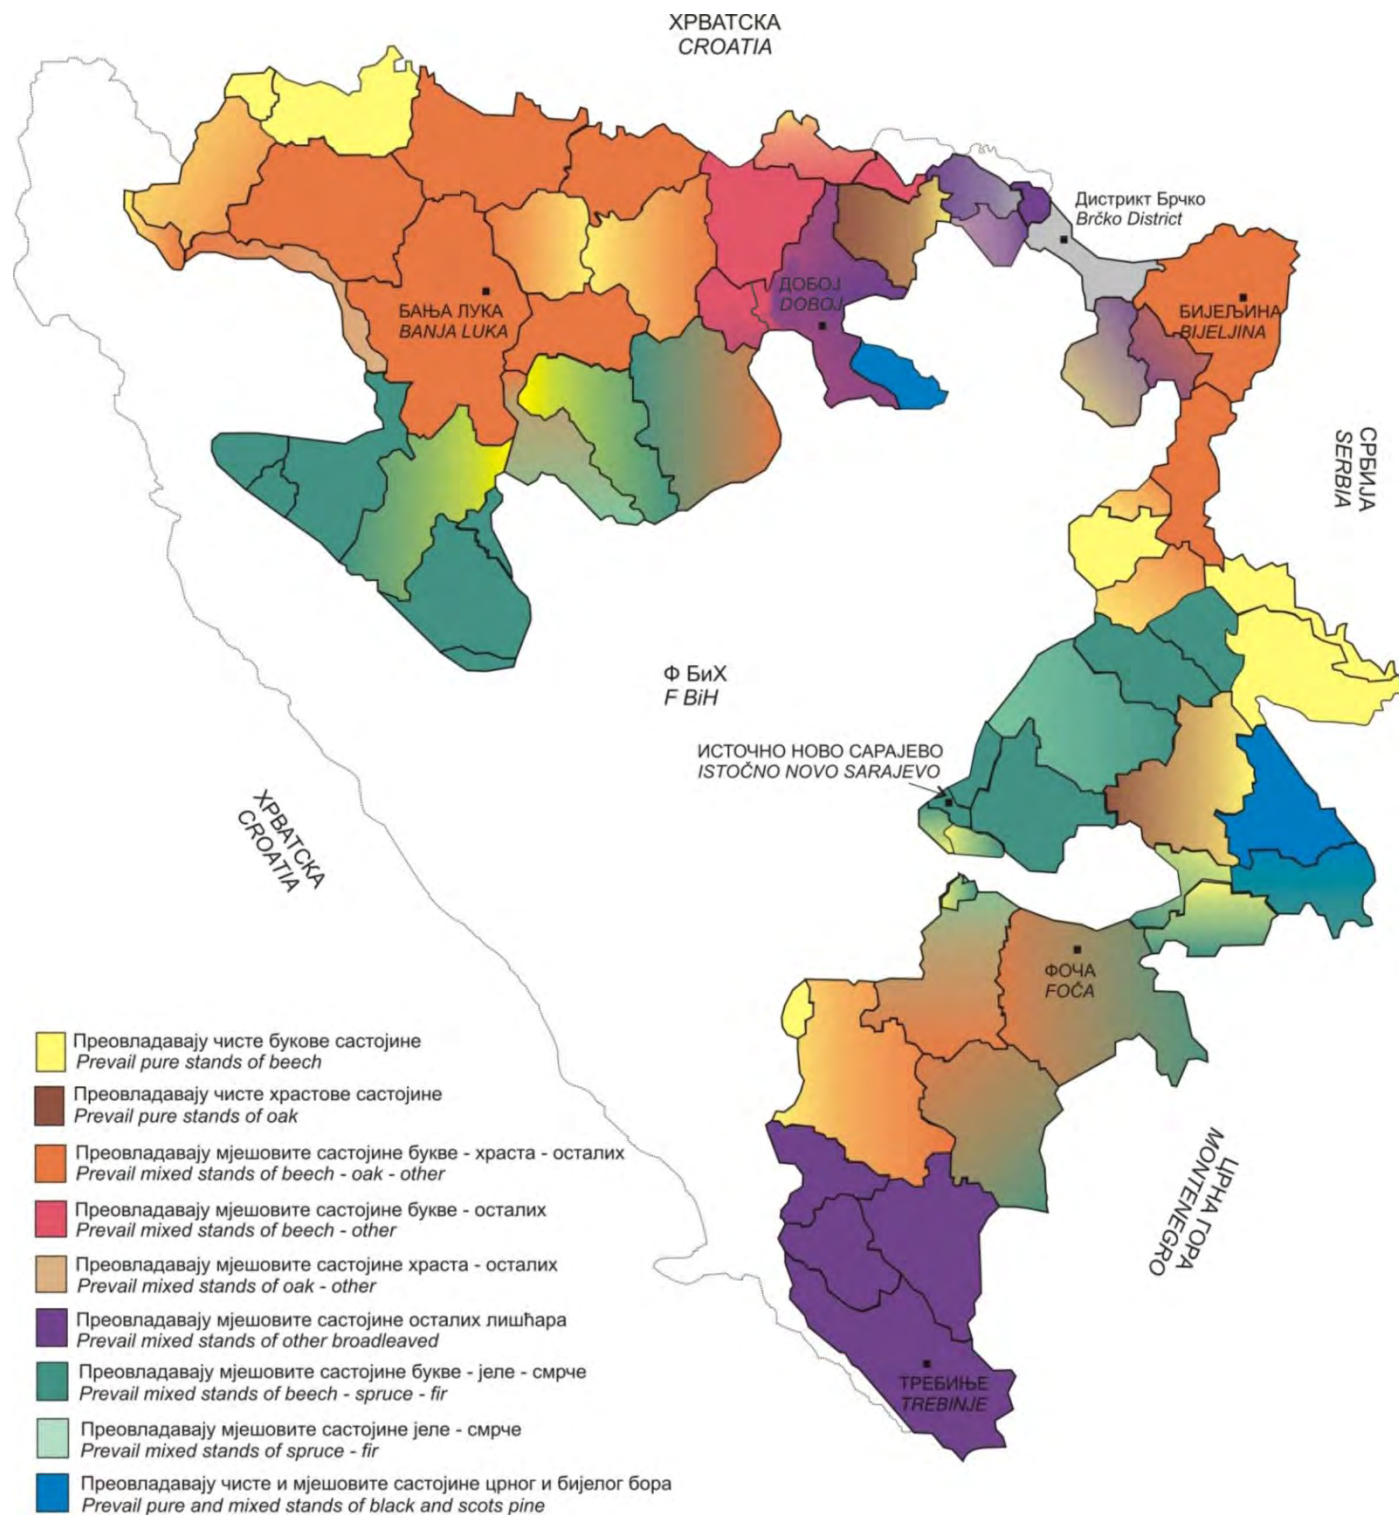 ХРВАТСКА
CROATIA
Дистрикт Брчко
Brčko District
ДОБОЈ
DOBOJ
БАЊА ЛУКА
BANJA LUKA
БИЈЕЉИНА
BIJELJINA
СРБИЈА
SERBIA
Ф БиХ
F BiH
ИСТОЧНО НОВО САРАЈЕВО
ISTOČNO NOVO SARAJEVO
ХРВАТСКА
CROATIA
ФОЧА
FOČA
ЦРНА ГОРА
MONTENEGRO
ТРЕБИЊЕ
TREBINJE
Преовладавају чисте букове састојине
Prevail pure stands of beech
Преовладавају чисте храстове састојине
Prevail pure stands of oak
Преовладавају мјешовите састојине букве - храста - осталих
Prevail mixed stands of beech - oak - other
Преовладавају мјешовите састојине букве - осталих
Prevail mixed stands of beech - other
Преовладавају мјешовите састојине храста - осталих
Prevail mixed stands of oak - other
Преовладавају мјешовите састојине осталих лишћара
Prevail mixed stands of other broadleaved
Преовладавају мјешовите састојине букве - јеле - смрче
Prevail mixed stands of beech - spruce - fir
Преовладавају мјешовите састојине јеле - смрче
Prevail mixed stands of spruce - fir
Преовладавају чисте и мјешовите састојине црног и бијелог бора
Prevail pure and mixed stands of black and scots pine